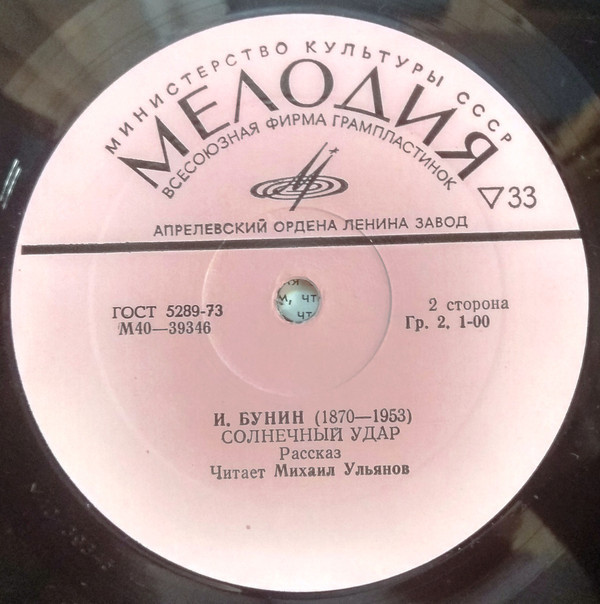 МИНИСТЕРСТВО КУЛЬТУРЫ СССР
МЕЛОДИЯ
ВСЕСОЮЗНАЯ ФИРМА ГРАМПЛАСТИНОК
33
АПРЕЛЕВСКИЙ ОРДЕНА ЛЕНИНА ЗАВОД
ГОСТ 5289-73
М40—39346
2 сторона
Гр. 2, 1-00
И. БУНИН (1870—1953)
СОЛНЕЧНЫЙ УДАР
Рассказ
Читает Михаил Ульянов